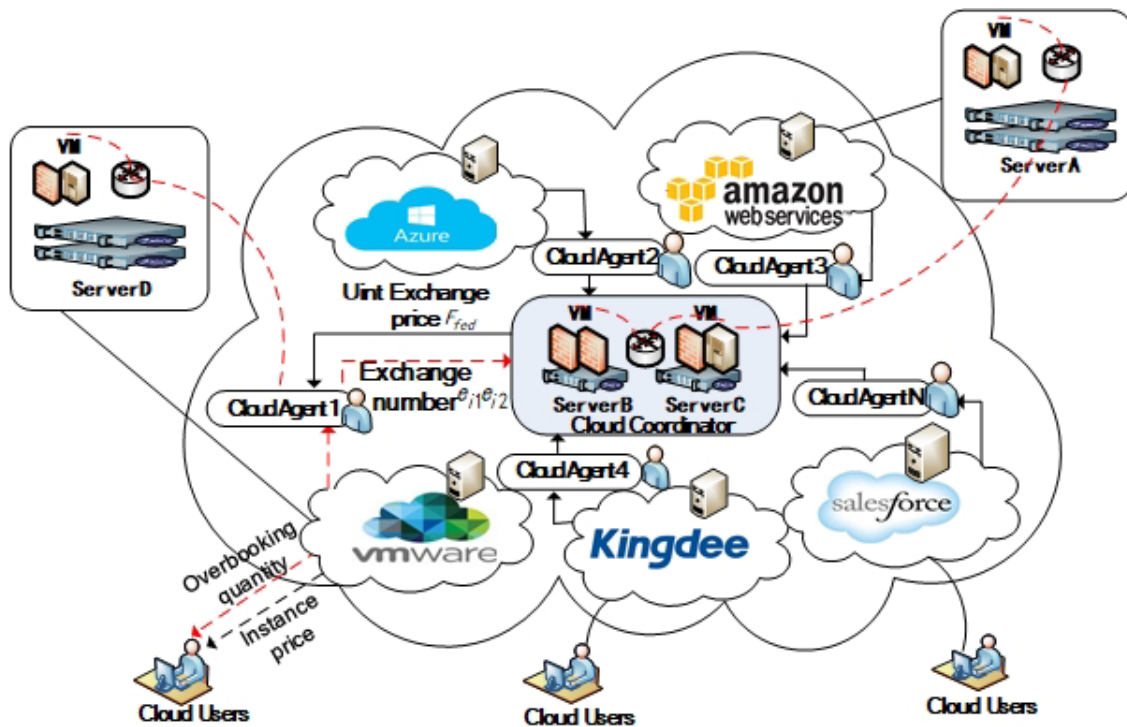 VM
ServerA
VM
ServerD
Azure
amazon
web services™
CloudAgent2
CloudAgent3
Uint Exchange
price F_fed
VM
VM
ServerB
ServerC
Cloud Coordinator
Exchange
number e_i1 e_i2
CloudAgent1
CloudAgentN
CloudAgent4
salesforce
vmware
Kingdee
Overbooking
quantity
Instance
price
Cloud Users
Cloud Users
Cloud Users